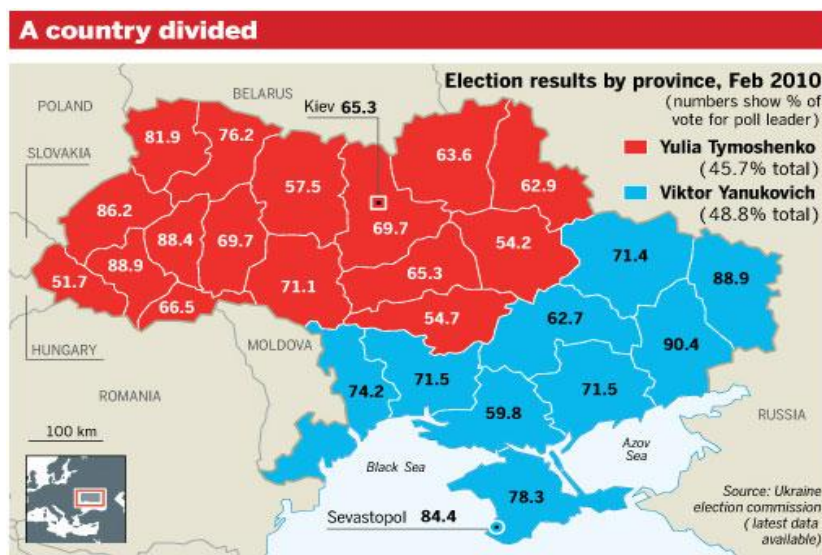 A country divided
Election results by province, Feb 2010
(numbers show % of
vote for poll leader)
Yulia Tymoshenko
(45.7% total)
Viktor Yanukovich
(48.8% total)
BELARUS
Kiev 65.3
POLAND
SLOVAKIA
81.9
76.2
57.5
63.6
62.9
86.2
88.4
69.7
69.7
54.2
51.7
88.9
66.5
71.1
65.3
54.7
71.4
88.9
62.7
90.4
HUNGARY
MOLDOVA
ROMANIA
74.2
71.5
59.8
71.5
RUSSIA
100 km
Azov
Sea
Black Sea
78.3
Sevastopol 84.4
Source: Ukraine
election commission
( latest data
available)